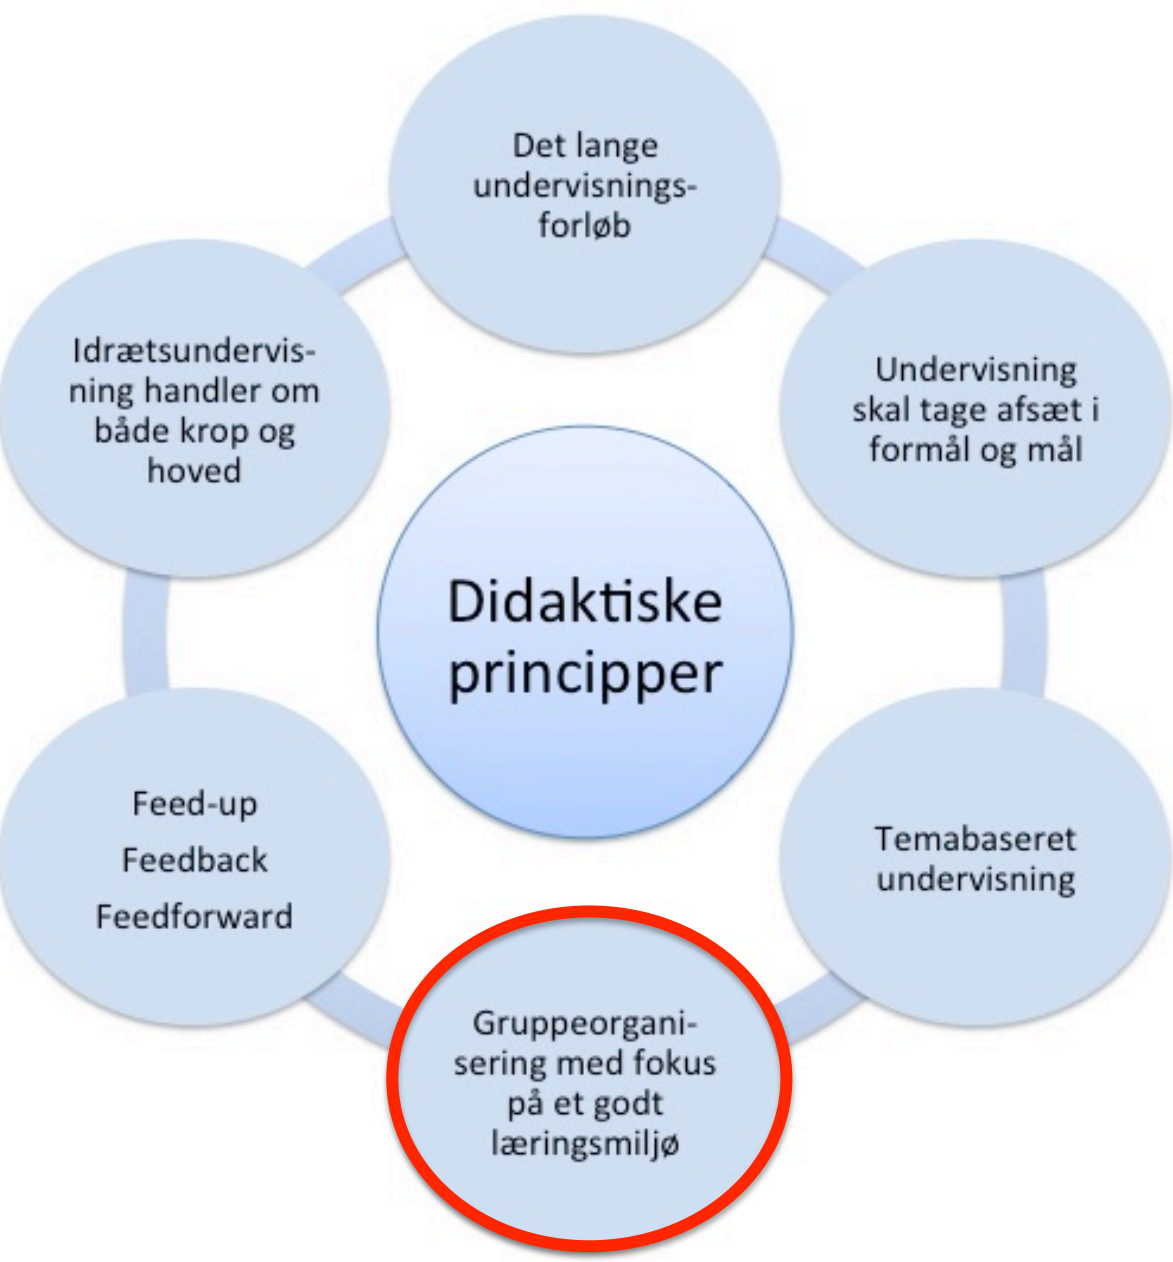 Det lange
undervisnings-
forløb
Undervisning
skal tage afsæt i
formål og mål
Temabaseret
undervisning
Gruppeorgani-
sering med fokus
på et godt
læringsmiljø
Feed-up
Feedback
Feedforward
Idrætsundervis-
ning handler om
både krop og
hoved
Didaktiske
principper